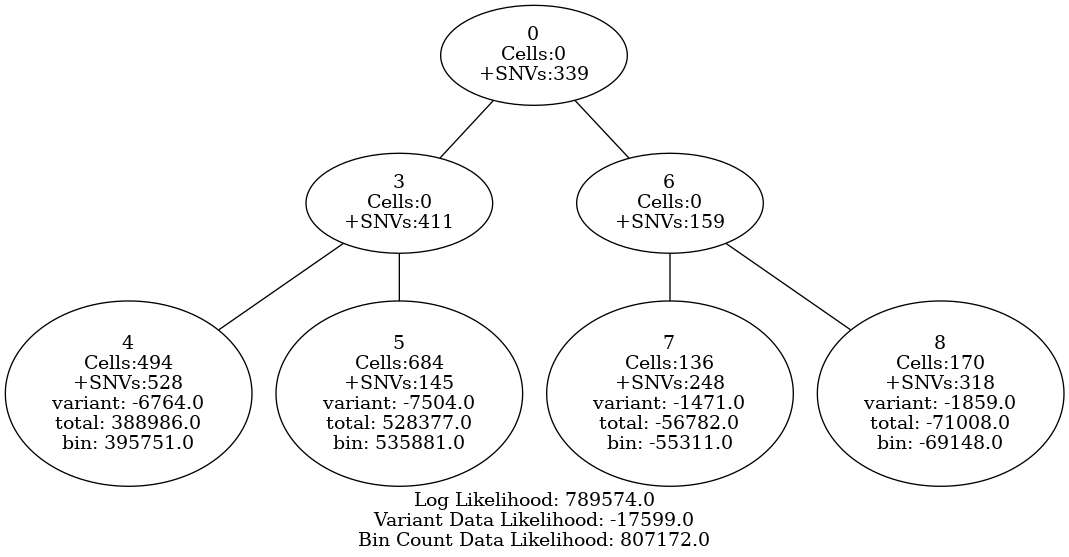 0
Cells:0
+SNVs:339
3
Cells:0
+SNVs:411
6
Cells:0
+SNVs:159
4
Cells:494
+SNVs:528
variant: -6764.0
total: 388986.0
bin: 395751.0
5
Cells:684
+SNVs:145
variant: -7504.0
total: 528377.0
bin: 535881.0
7
Cells:136
+SNVs:248
variant: -1471.0
total: -56782.0
bin: -55311.0
8
Cells:170
+SNVs:318
variant: -1859.0
total: -71008.0
bin: -69148.0
Log Likelihood: 789574.0
Variant Data Likelihood: -17599.0
Bin Count Data Likelihood: 807172.0